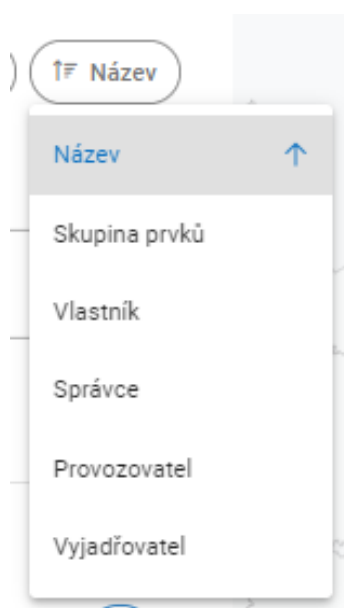 Název
Název
Skupina prvků
Vlastník
Správce
Provozovatel
Vyjadřovatel